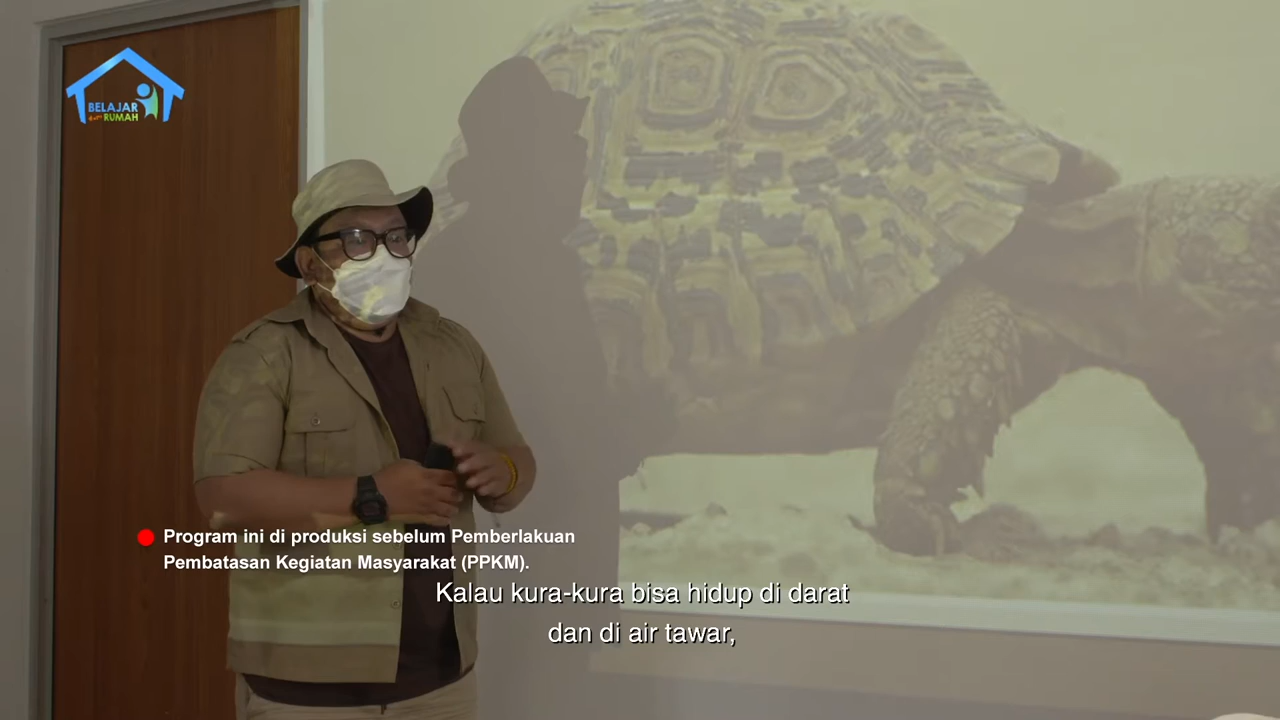 BELAJAR
dari RUMAH
Program ini di produksi sebelum Pemberlakuan
Pembatasan Kegiatan Masyarakat (PPKM).
Kalau kura-kura bisa hidup di darat
dan di air tawar,